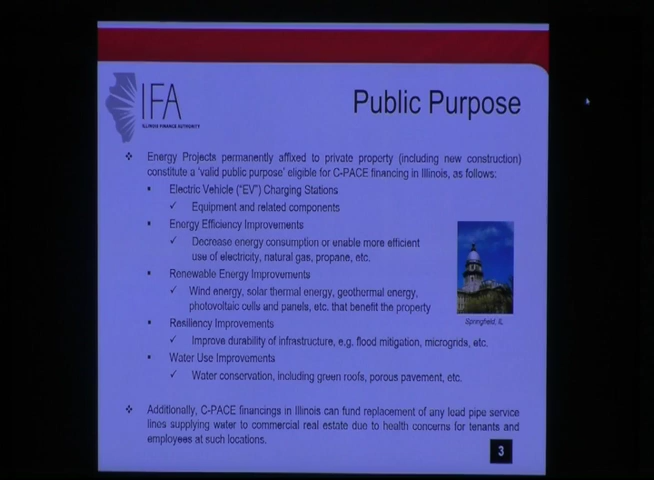 IFA
ILLINOIS FINANCE AUTHORITY
Public Purpose
Energy Projects permanently affixed to private property (including new construction)
constitute a 'valid public purpose' eligible for C-PACE financing in Illinois, as follows:
Electric Vehicle ("EV") Charging Stations
Equipment and related components
Energy Efficiency Improvements
Decrease energy consumption or enable more efficient
use of electricity, natural gas, propane, etc.
Renewable Energy Improvements
Wind energy, solar thermal energy, geothermal energy,
photovoltaic cells and panels, etc. that benefit the property
Springfield, IL
Resiliency Improvements
Improve durability of infrastructure, e.g. flood mitigation, microgrids, etc.
Water Use Improvements
Water conservation, including green roofs, porous pavement, etc.
Additionally, C-PACE financings in Illinois can fund replacement of any lead pipe service
lines supplying water to commercial real estate due to health concerns for tenants and
employees at such locations.
3